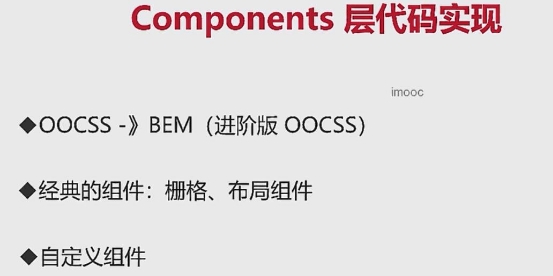 Components 层代码实现
imooc
◆OOCSS -》BEM（进阶版 OOCSS）
◆经典的组件：栅格、布局组件
◆自定义组件